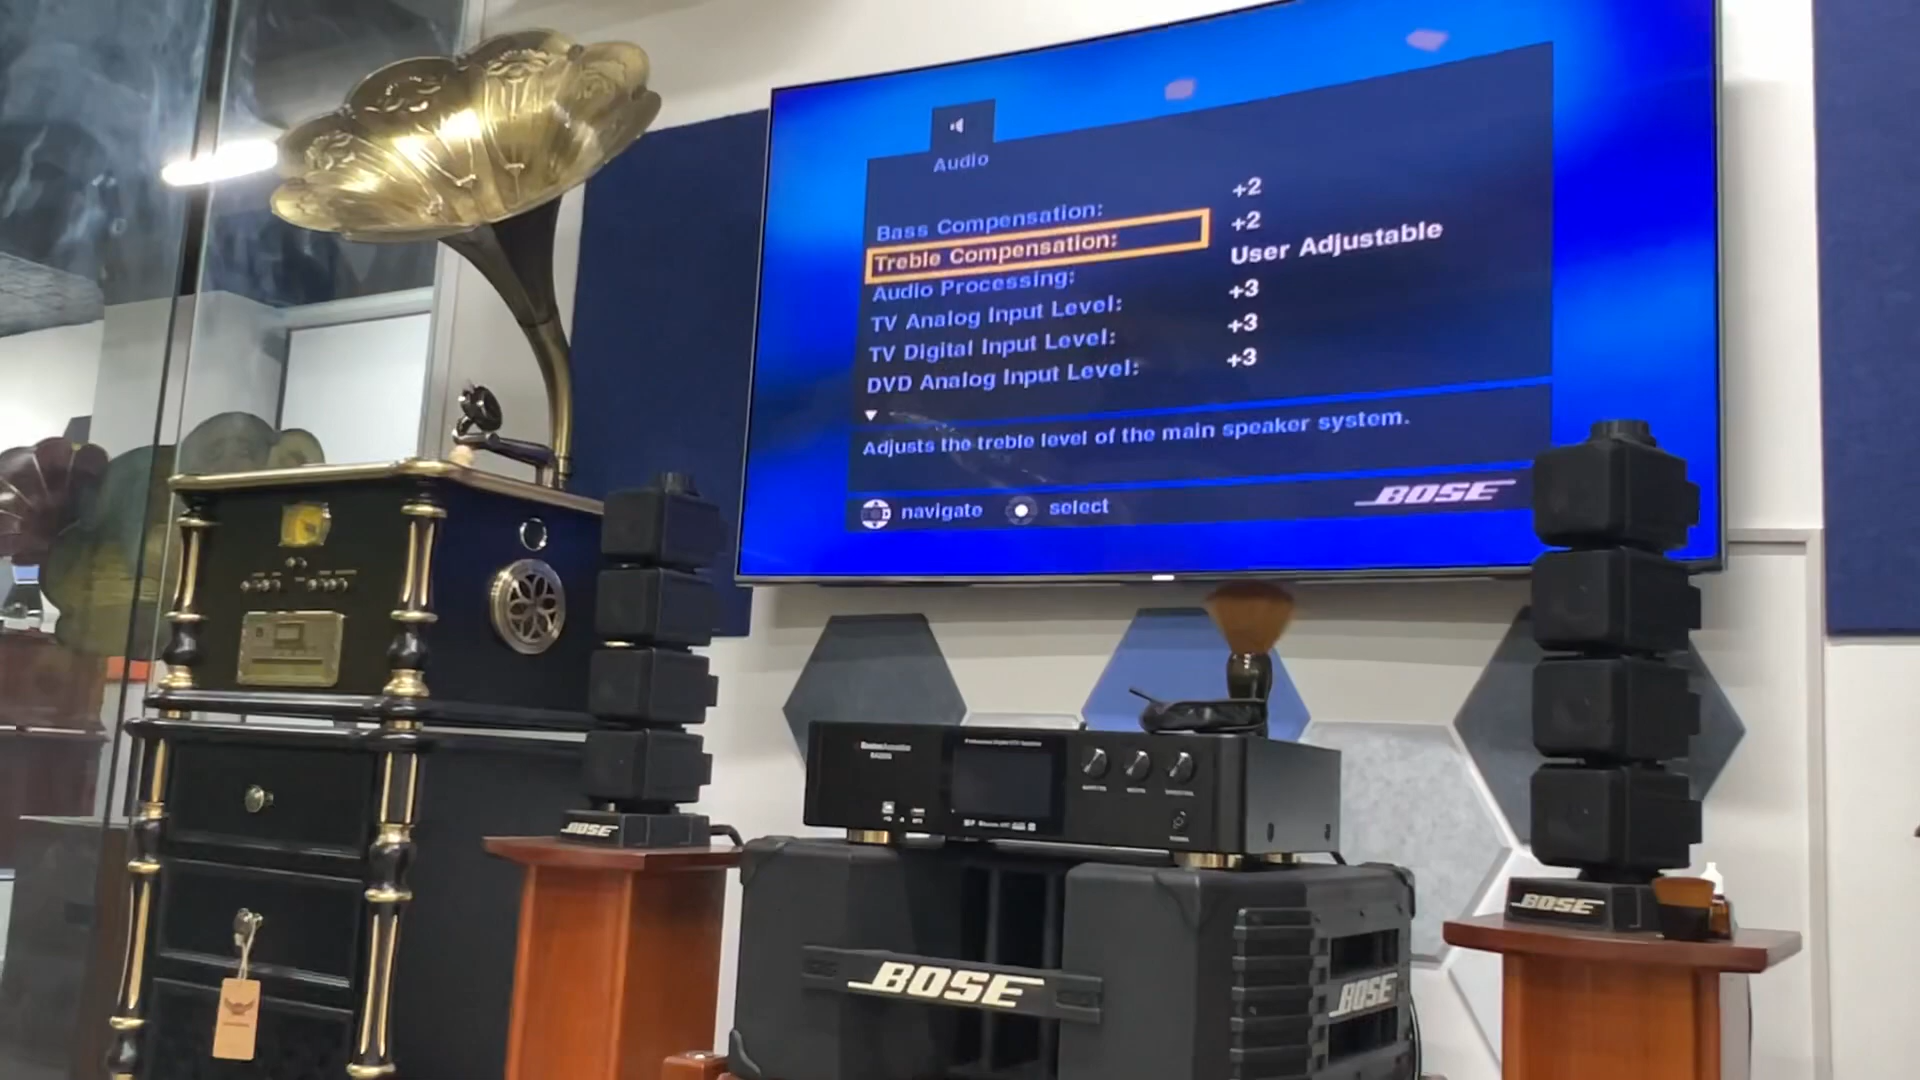 Audio
Bass Compensation: +2
Treble Compensation: +2
Audio Processing: User Adjustable
TV Analog Input Level: +3
TV Digital Input Level: +3
DVD Analog Input Level: +3
Adjusts the treble level of the main speaker system.
navigate select BOSE
BOSE
BOSE
BOSE
BOSE